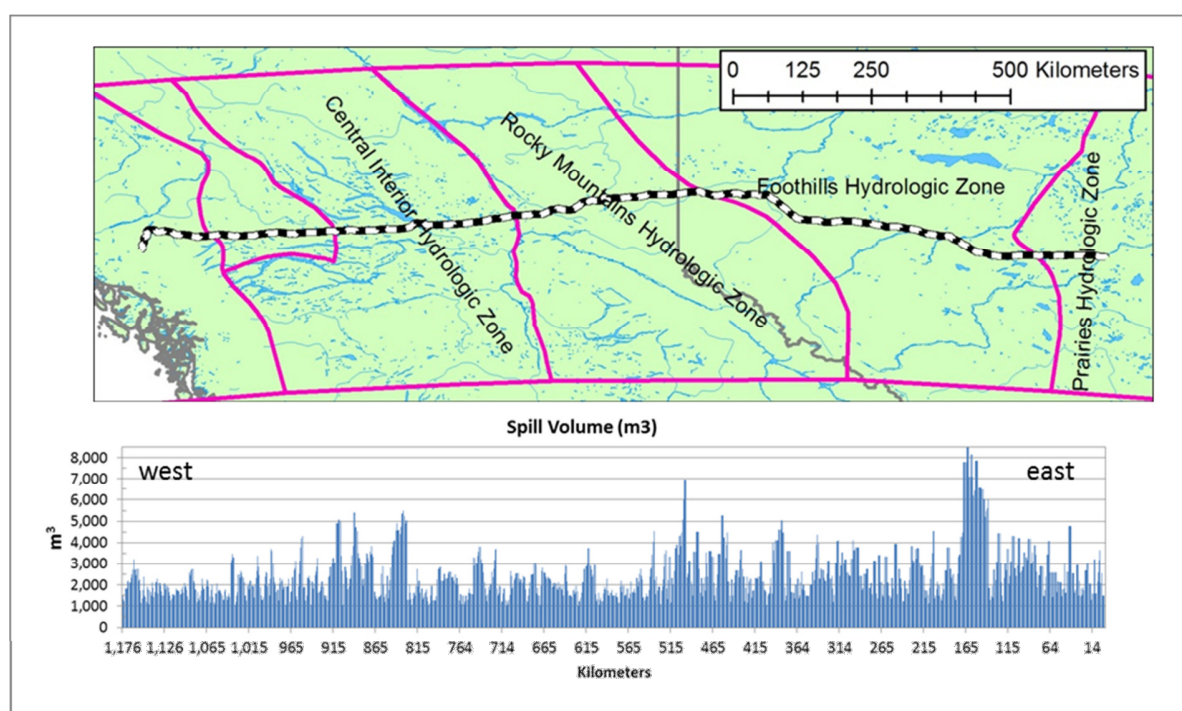 0 125 250 500 Kilometers
Central Interior Hydrologic Zone
Rocky Mountains Hydrologic Zone
Foothills Hydrologic Zone
Prairies Hydrologic Zone
Spill Volume (m3)
west
east
m³
8,000
7,000
6,000
5,000
4,000
3,000
2,000
1,000
0
1,176 1,126 1,065 1,015 965 915 865 815 764 714 665 615 565 515 465 415 364 314 265 215 165 64 14
Kilometers